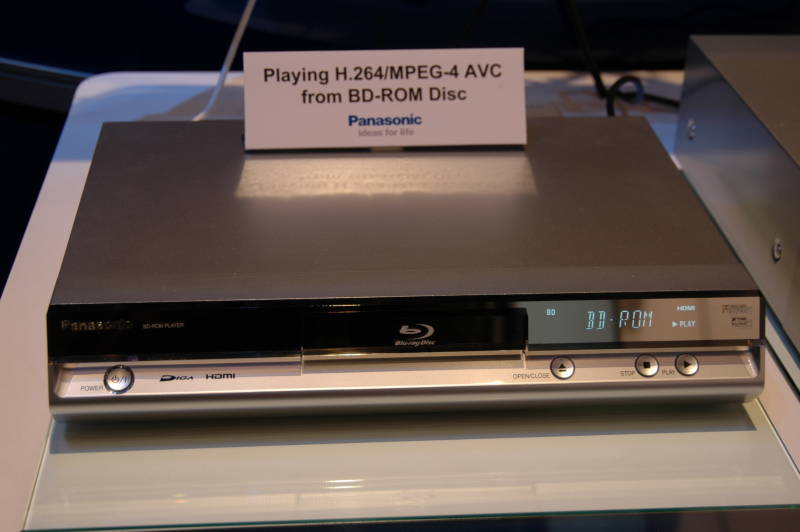 Playing H.264/MPEG-4 AVC
from BD-ROM Disc
Panasonic
ideas for life
Panasonic BD-ROM PLAYER
Blu-ray Disc
BD BD-ROM HDMI
▶ PLAY
POWER ⏻/I DIGA HDMI OPEN/CLOSE STOP PLAY